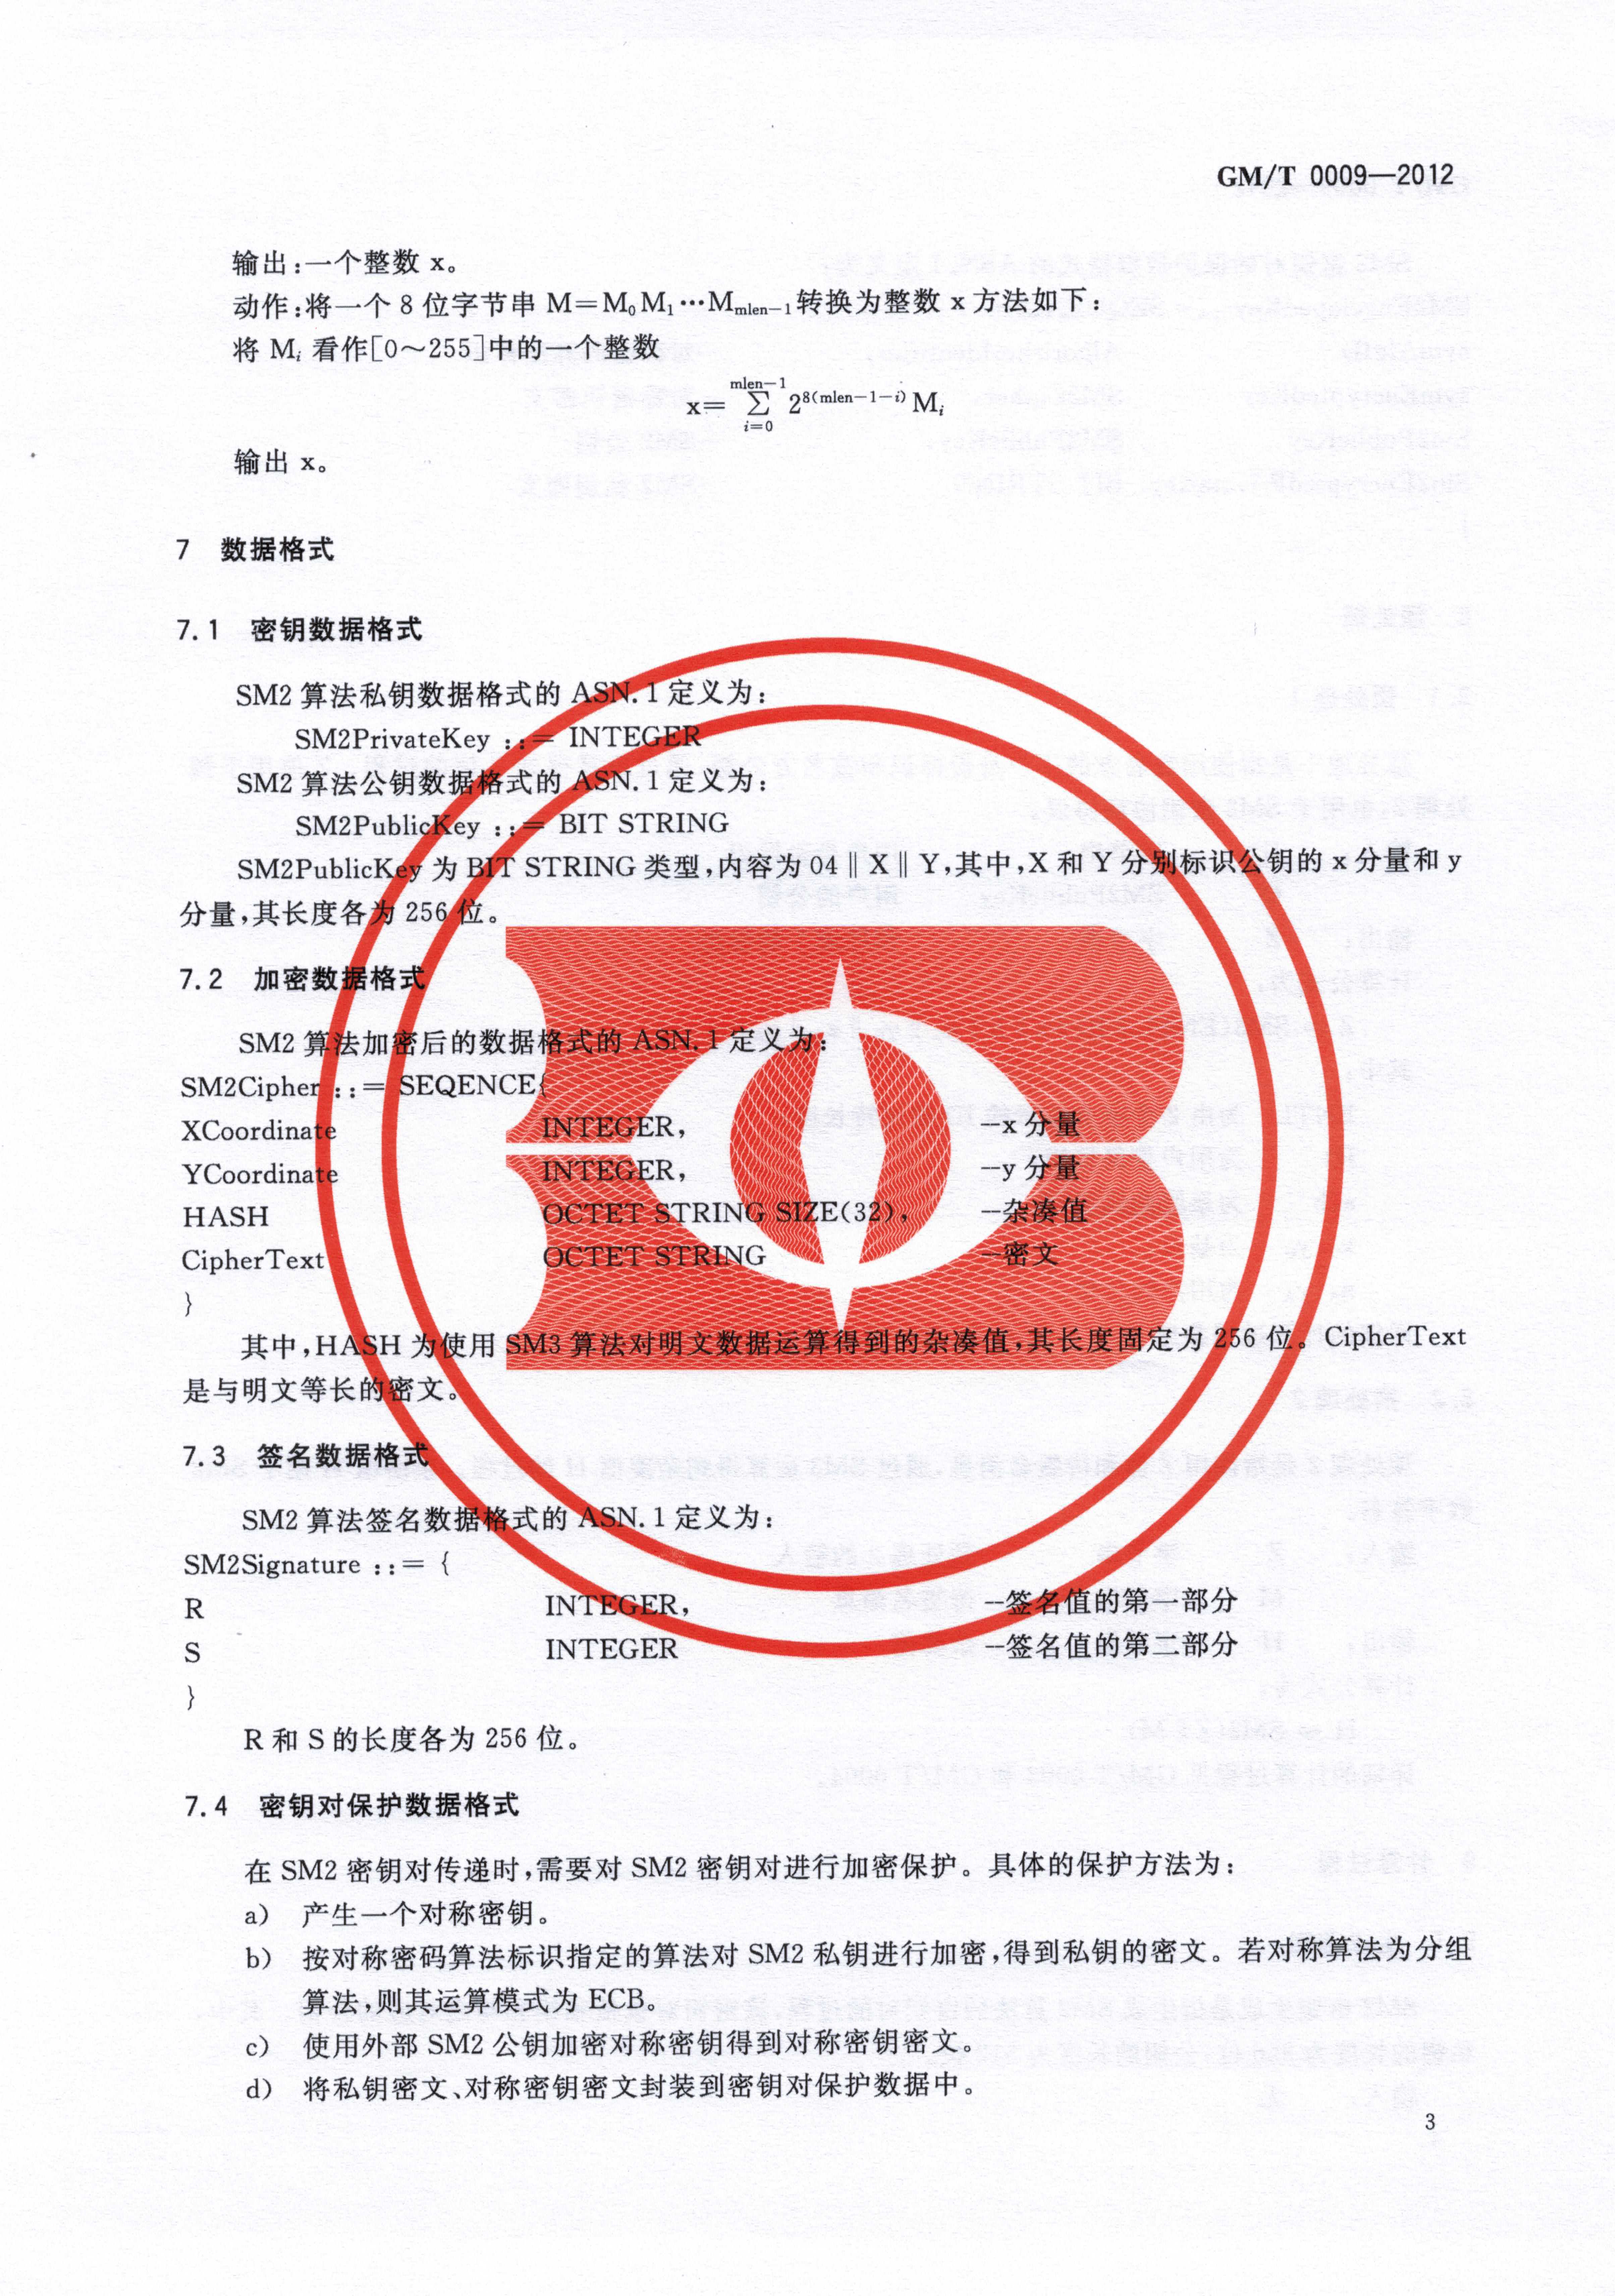 GM/T 0009—2012
输出:一个整数 x。
动作:将一个 8 位字节串 M=M₀M₁…Mmlen−1转换为整数 x 方法如下:
将 Mᵢ 看作[0～255]中的一个整数
x=∑_{i=0}^{mlen−1} 2^{8(mlen−1−i)} Mᵢ
输出 x。
7 数据格式
7.1 密钥数据格式
SM2 算法私钥数据格式的 ASN.1 定义为:
SM2PrivateKey ::= INTEGER
SM2 算法公钥数据格式的 ASN.1 定义为:
SM2PublicKey ::= BIT STRING
SM2PublicKey 为 BIT STRING 类型,内容为 04 ‖ X ‖ Y,其中,X 和 Y 分别标识公钥的 x 分量和 y
分量,其长度各为 256 位。
7.2 加密数据格式
SM2 算法加密后的数据格式的 ASN.1 定义为:
SM2Cipher ::= SEQENCE{
XCoordinate INTEGER, --x 分量
YCoordinate INTEGER, --y 分量
HASH OCTET STRING SIZE(32), --杂凑值
CipherText OCTET STRING --密文
}
其中,HASH 为使用 SM3 算法对明文数据运算得到的杂凑值,其长度固定为 256 位。CipherText
是与明文等长的密文。
7.3 签名数据格式
SM2 算法签名数据格式的 ASN.1 定义为:
SM2Signature ::= {
R INTEGER, --签名值的第一部分
S INTEGER --签名值的第二部分
}
R 和 S 的长度各为 256 位。
7.4 密钥对保护数据格式
在 SM2 密钥对传递时,需要对 SM2 密钥对进行加密保护。具体的保护方法为:
a) 产生一个对称密钥。
b) 按对称密码算法标识指定的算法对 SM2 私钥进行加密,得到私钥的密文。若对称算法为分组
算法,则其运算模式为 ECB。
c) 使用外部 SM2 公钥加密对称密钥得到对称密钥密文。
d) 将私钥密文、对称密钥密文封装到密钥对保护数据中。
3